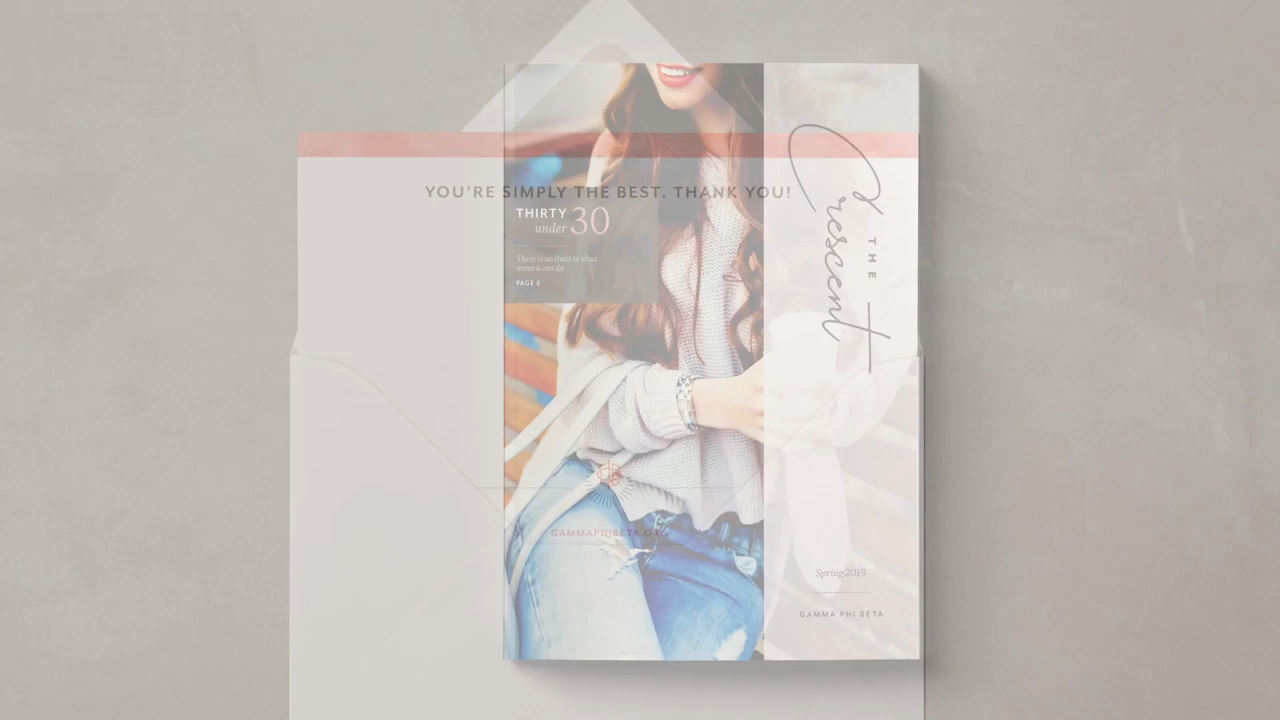 YOU'RE SIMPLY THE BEST. THANK YOU!
THIRTY
under 30
There is no limit to what
women can do
PAGE 6
THE
Crescent
GAMMAPHIBETA.ORG
Spring 2019
GAMMA PHI BETA